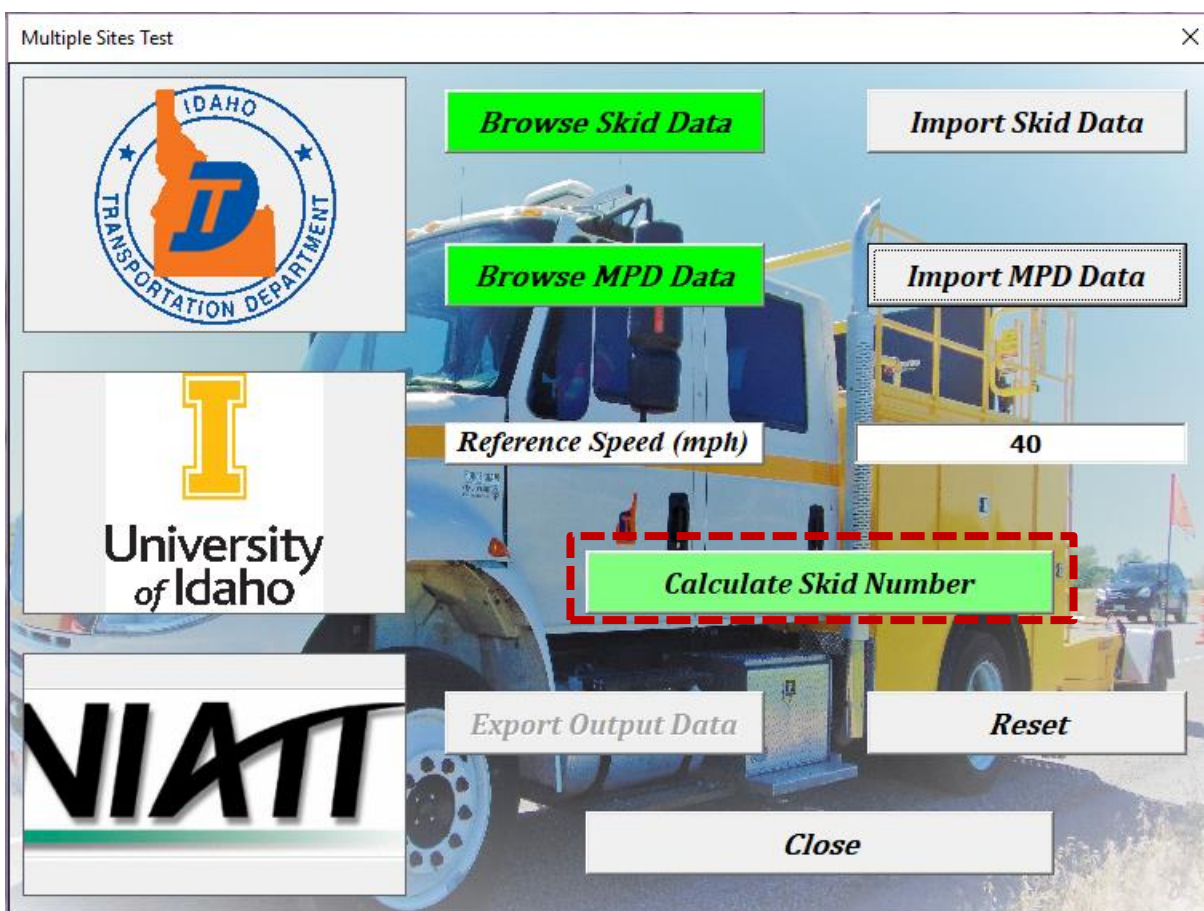 Multiple Sites Test
IDAHO
TRANSPORTATION DEPARTMENT
DT
Browse Skid Data
Import Skid Data
Browse MPD Data
Import MPD Data
I
University
of Idaho
Reference Speed (mph)
40
Calculate Skid Number
NIATT
Export Output Data
Reset
Close